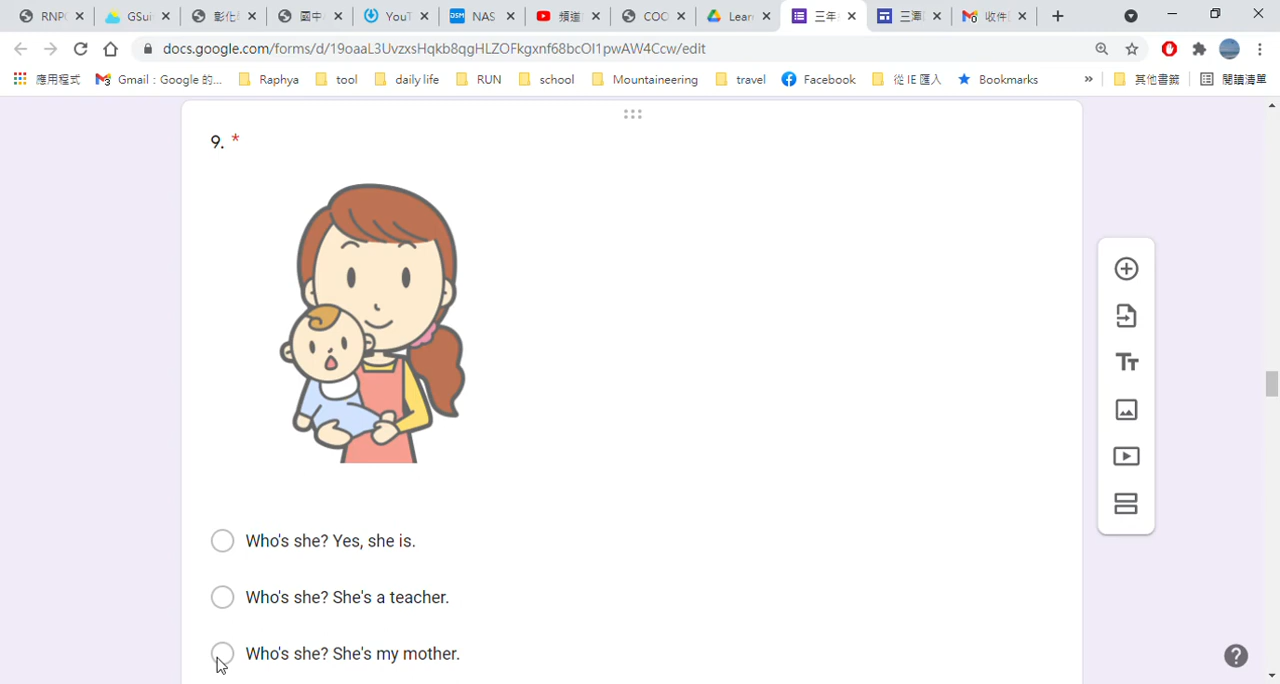 RNPC GSui 彰化 國中 YouT NAS 頻道 COC Lear 三年 三潭 收件
docs.google.com/forms/d/19oaaL3UvzxsHqkb8qgHLZOFkgxnf68bcOI1pwAW4Ccw/edit
應用程式 Gmail：Google 的... Raphya tool daily life RUN school Mountaineering travel Facebook 從 IE 匯入 Bookmarks » 其他書籤 閱讀清單
9. *
Who's she? Yes, she is.
Who's she? She's a teacher.
Who's she? She's my mother.